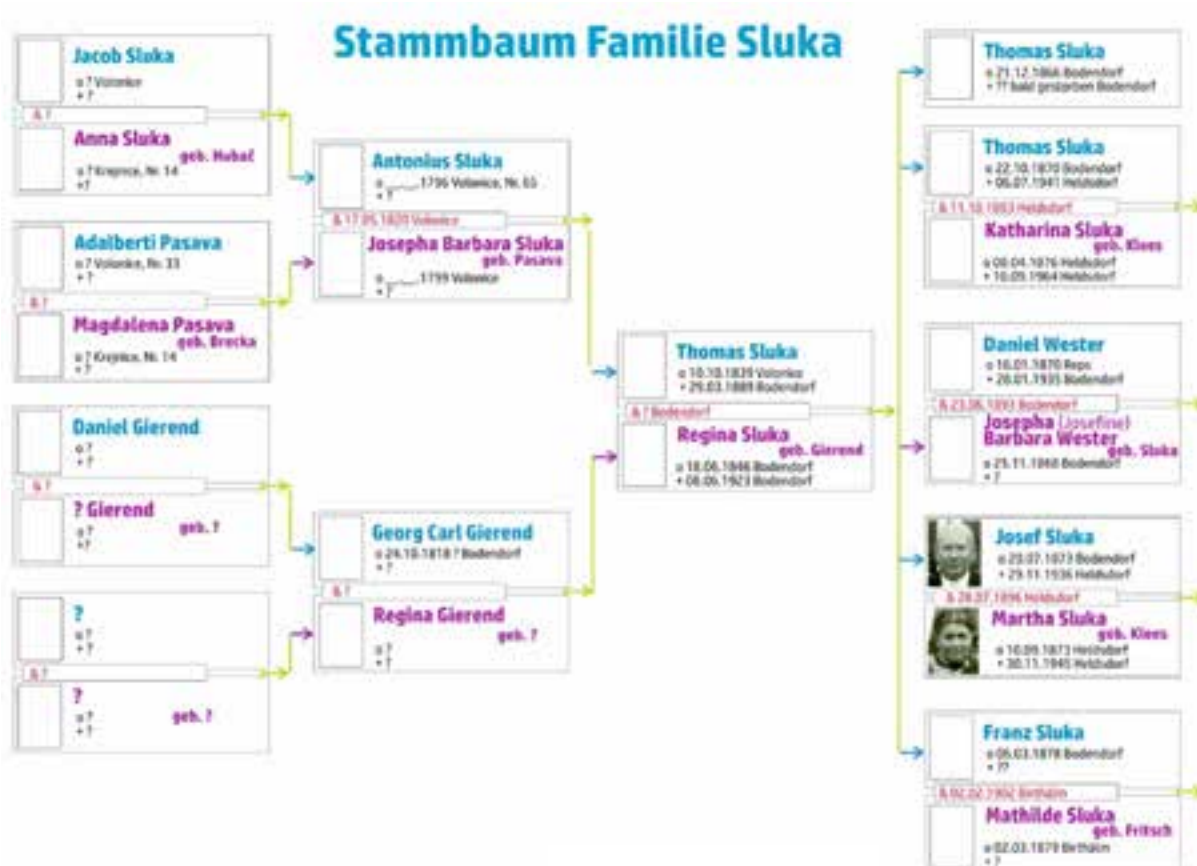 Stammbaum Familie Sluka
Jacob Sluka
o ? Volenice
+ ?
& ?
Anna Sluka
geb. Hubač
o ? Krejnice, Nr. 14
+?
Adalberti Pasava
o ? Volenice, Nr. 33
+ ?
& ?
Magdalena Pasava
geb. Brocka
o ? Krejnice, Nr. 14
+ ?
Daniel Gierend
o ?
+ ?
& ?
? Gierend
geb. ?
o ?
+?
?
o ?
+ ?
& ?
?
geb. ?
o ?
+ ?
Antonius Sluka
o __.__.1796 Volenice, Nr. 65
+ ?
& 17.05.1820 Volenice
Josepha Barbara Sluka
geb. Pasava
o __.__.1799 Volenice
+ ?
Georg Carl Gierend
o 24.10.1818 ? Bodendorf
+ ?
& ?
Regina Gierend
geb. ?
o ?
+ ?
Thomas Sluka
o 10.10.1839 Volenice
+ 29.03.1889 Bodendorf
& ? Bodendorf
Regina Sluka
geb. Gierend
o 18.06.1846 Bodendorf
+ 08.06.1923 Bodendorf
Thomas Sluka
o 21.12.1866 Bodendorf
+ ?? bald gestorben Bodendorf
Thomas Sluka
o 22.10.1870 Bodendorf
+ 06.07.1941 Heldsdorf
& 11.10.1893 Heldsdorf
Katharina Sluka
geb. Klees
o 08.04.1876 Heldsdorf
+ 10.09.1964 Heldsdorf
Daniel Wester
o 16.01.1870 Reps
+ 28.01.1935 Bodendorf
& 23.06.1893 Bodendorf
Josepha (Josefine)
Barbara Wester
geb. Sluka
o 25.11.1868 Bodendorf
+ ?
Josef Sluka
o 20.07.1873 Bodendorf
+ 29.11.1936 Heldsdorf
& 28.07.1896 Heldsdorf
Martha Sluka
geb. Klees
o 10.09.1873 Heldsdorf
+ 30.11.1945 Heldsdorf
Franz Sluka
o 06.03.1878 Bodendorf
+ ??
& 02.02.1902 Birthälm
Mathilde Sluka
geb. Fritsch
o 02.03.1879 Birthälm
+ ?